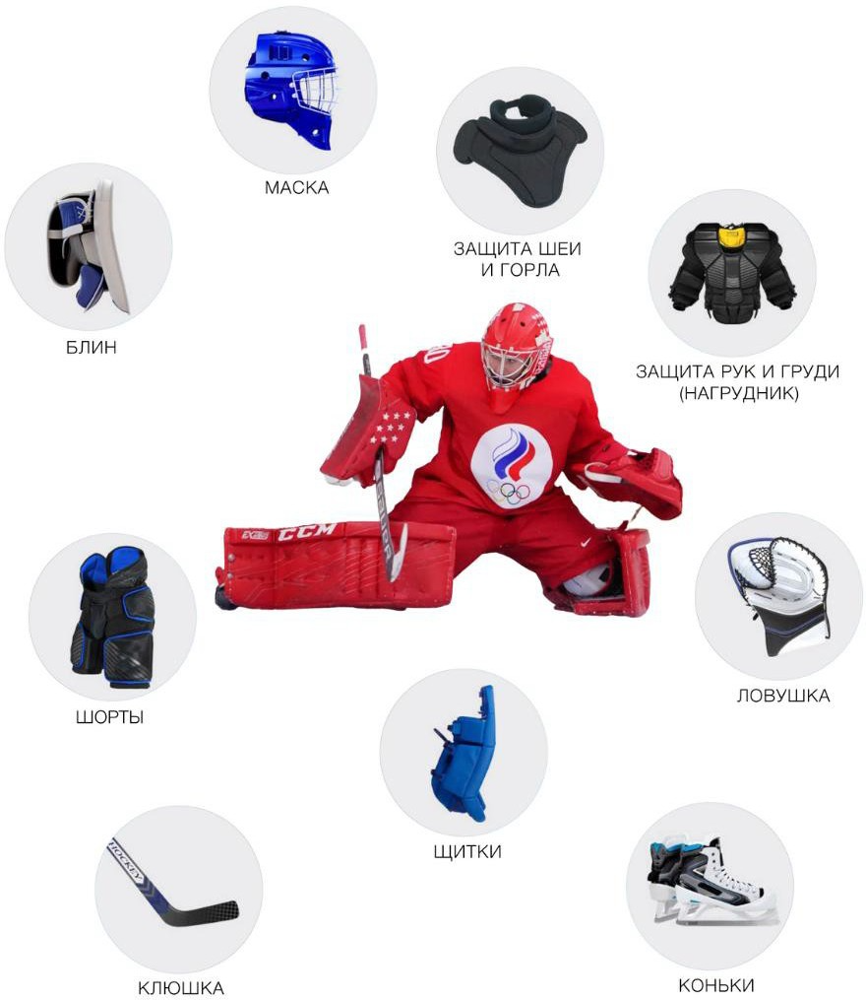 МАСКА
ЗАЩИТА ШЕИ
И ГОРЛА
БЛИН
ЗАЩИТА РУК И ГРУДИ
(НАГРУДНИК)
CCM
ШОРТЫ
ЛОВУШКА
ЩИТКИ
HOCKEY
КЛЮШКА
КОНЬКИ